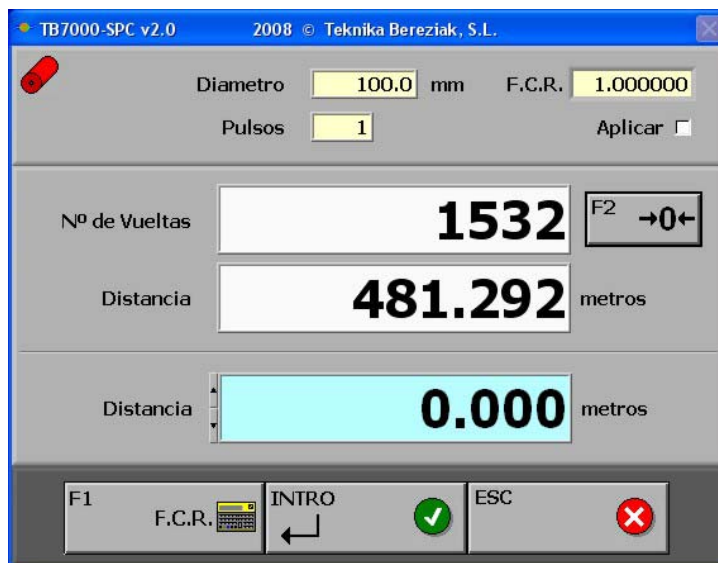 TB7000-SPC v2.0 2008 © Teknika Bereziak, S.L.
Diametro 100.0 mm F.C.R. 1.000000
Pulsos 1 Aplicar
Nº de Vueltas 1532 F2 →0←
Distancia 481.292 metros
Distancia 0.000 metros
F1 INTRO ESC
F.C.R.